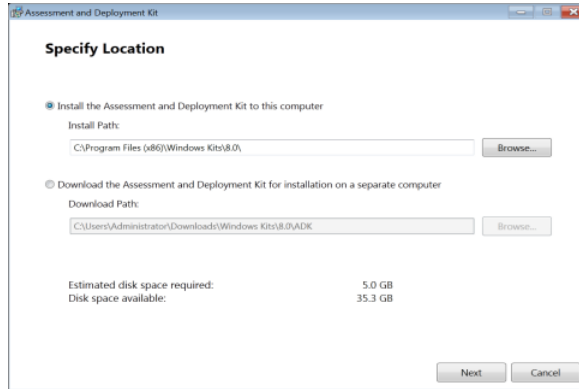 Assessment and Deployment Kit
Specify Location
Install the Assessment and Deployment Kit to this computer
Install Path:
C:\Program Files (x86)\Windows Kits\8.0\
Browse...
Download the Assessment and Deployment Kit for installation on a separate computer
Download Path:
C:\Users\Administrator\Downloads\Windows Kits\8.0\ADK
Browse...
Estimated disk space required: 5.0 GB
Disk space available: 35.3 GB
Next Cancel